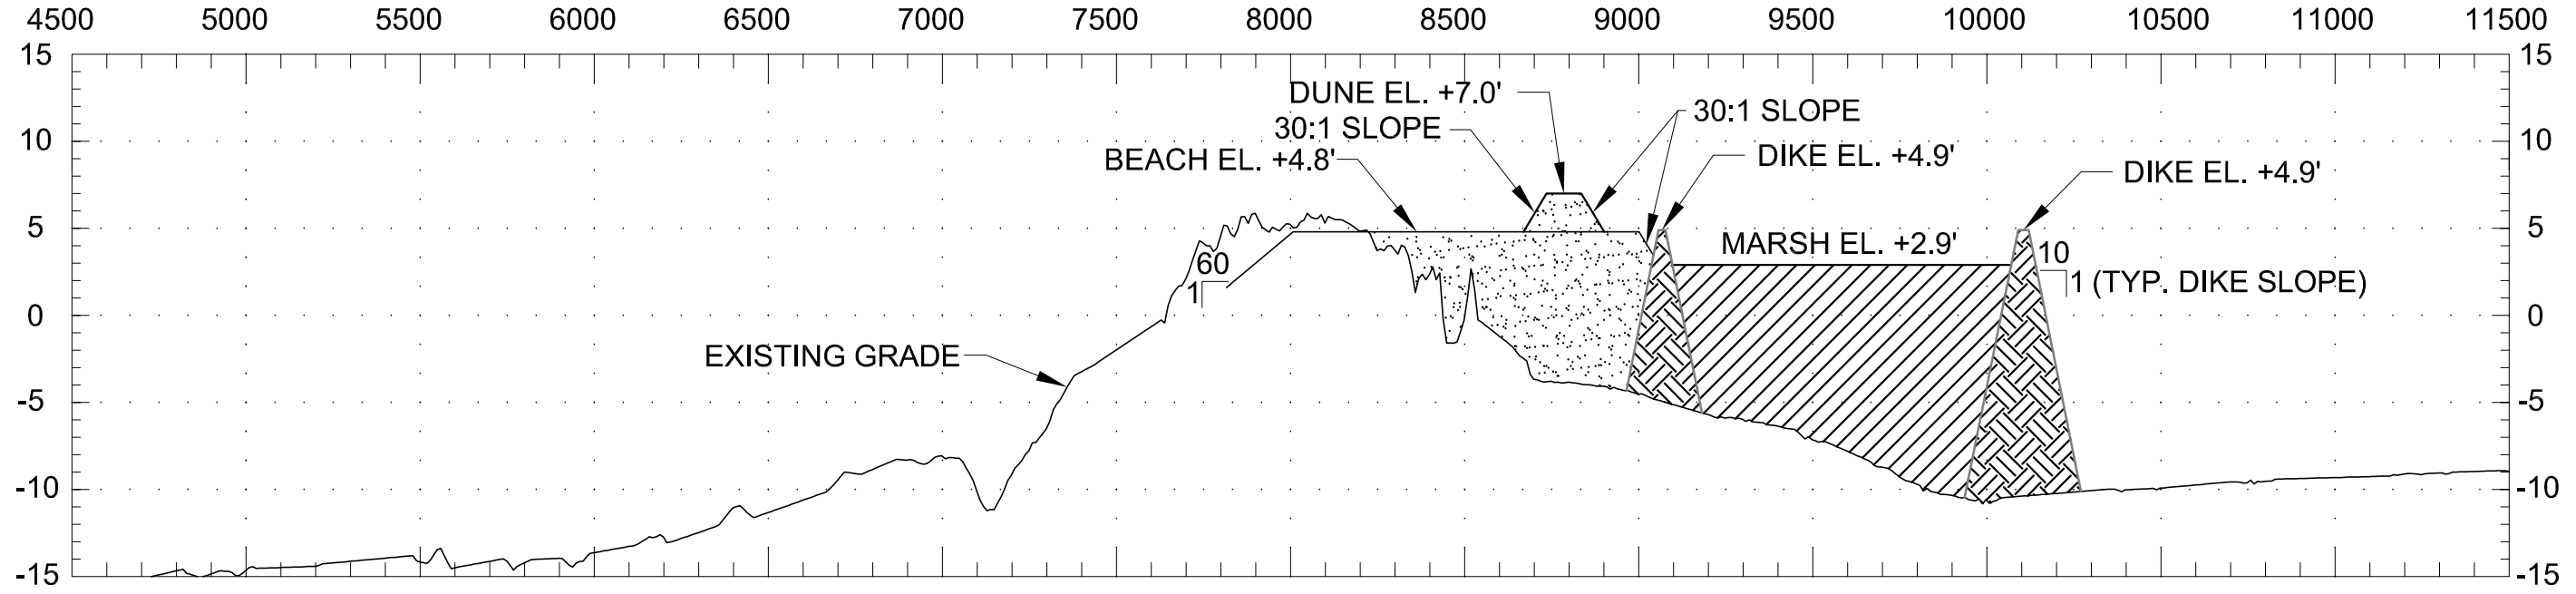 4500 5000 5500 6000 6500 7000 7500 8000 8500 9000 9500 10000 10500 11000 11500
15 15
DUNE EL. +7.0'
30:1 SLOPE
30:1 SLOPE
10 10
BEACH EL. +4.8'
DIKE EL. +4.9'
DIKE EL. +4.9'
5 5
MARSH EL. +2.9'
10
1 (TYP. DIKE SLOPE)
60
1
0 0
EXISTING GRADE
-5 -5
-10 -10
-15 -15